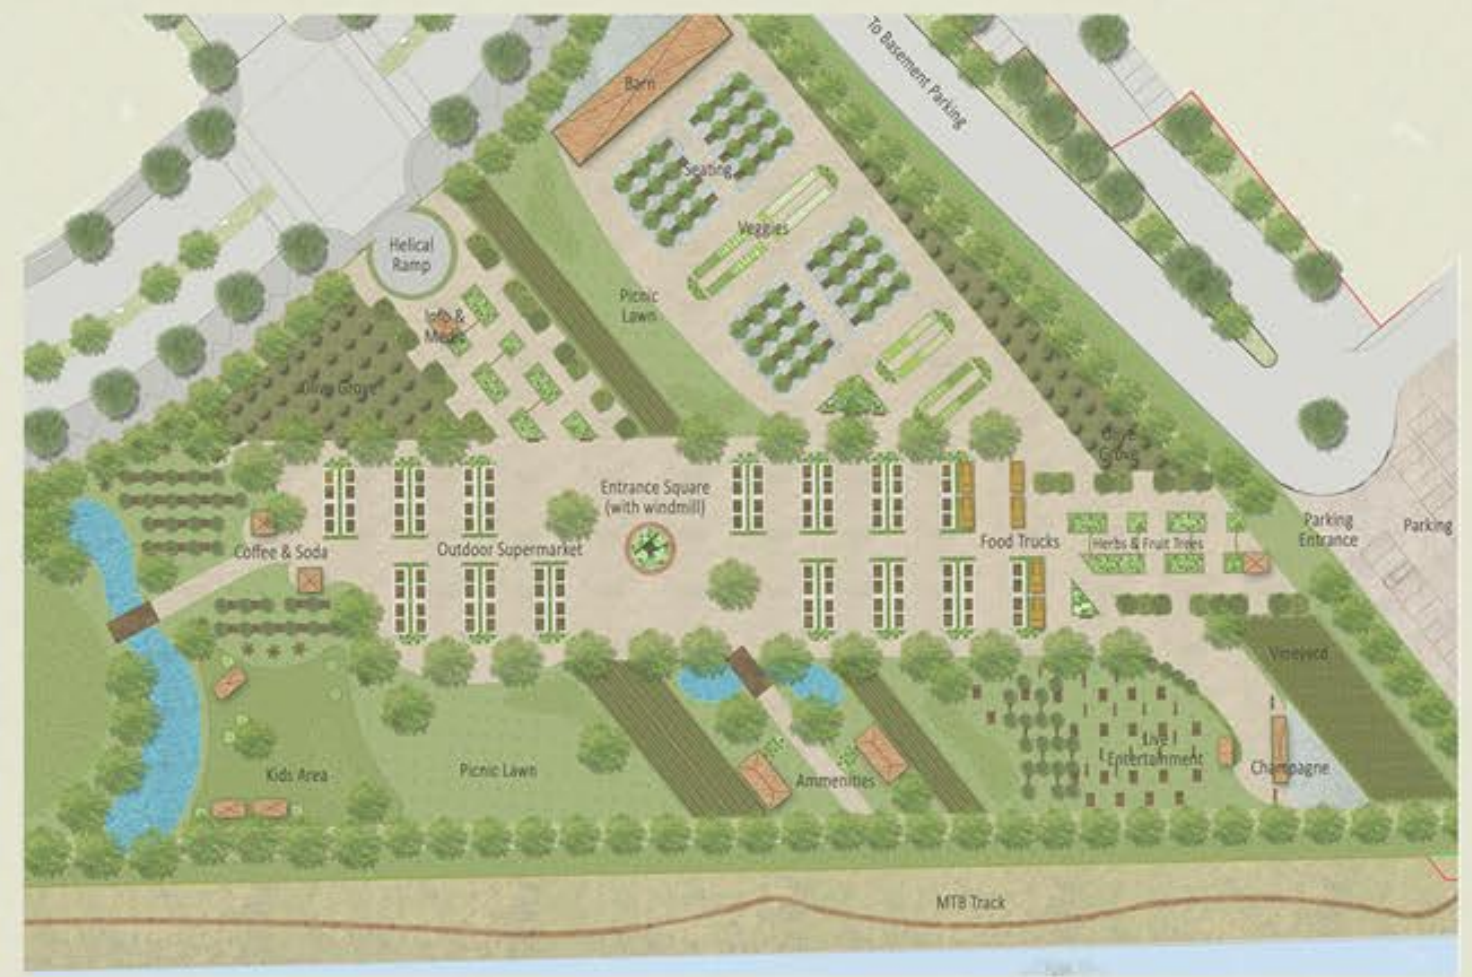 To Basement Parking
Barn
Seating
Veggies
Helical
Ramp
Picnic
Lawn
Info &
Olive Grove
Grove
Entrance Square
(with windmill)
Coffee & Soda
Outdoor Supermarket
Food Trucks
Herbs & Fruit Trees
Parking
Entrance
Parking
Vineyard
Kids Area
Picnic Lawn
Ammenities
Live
Entertainment
Champagne
MTB Track